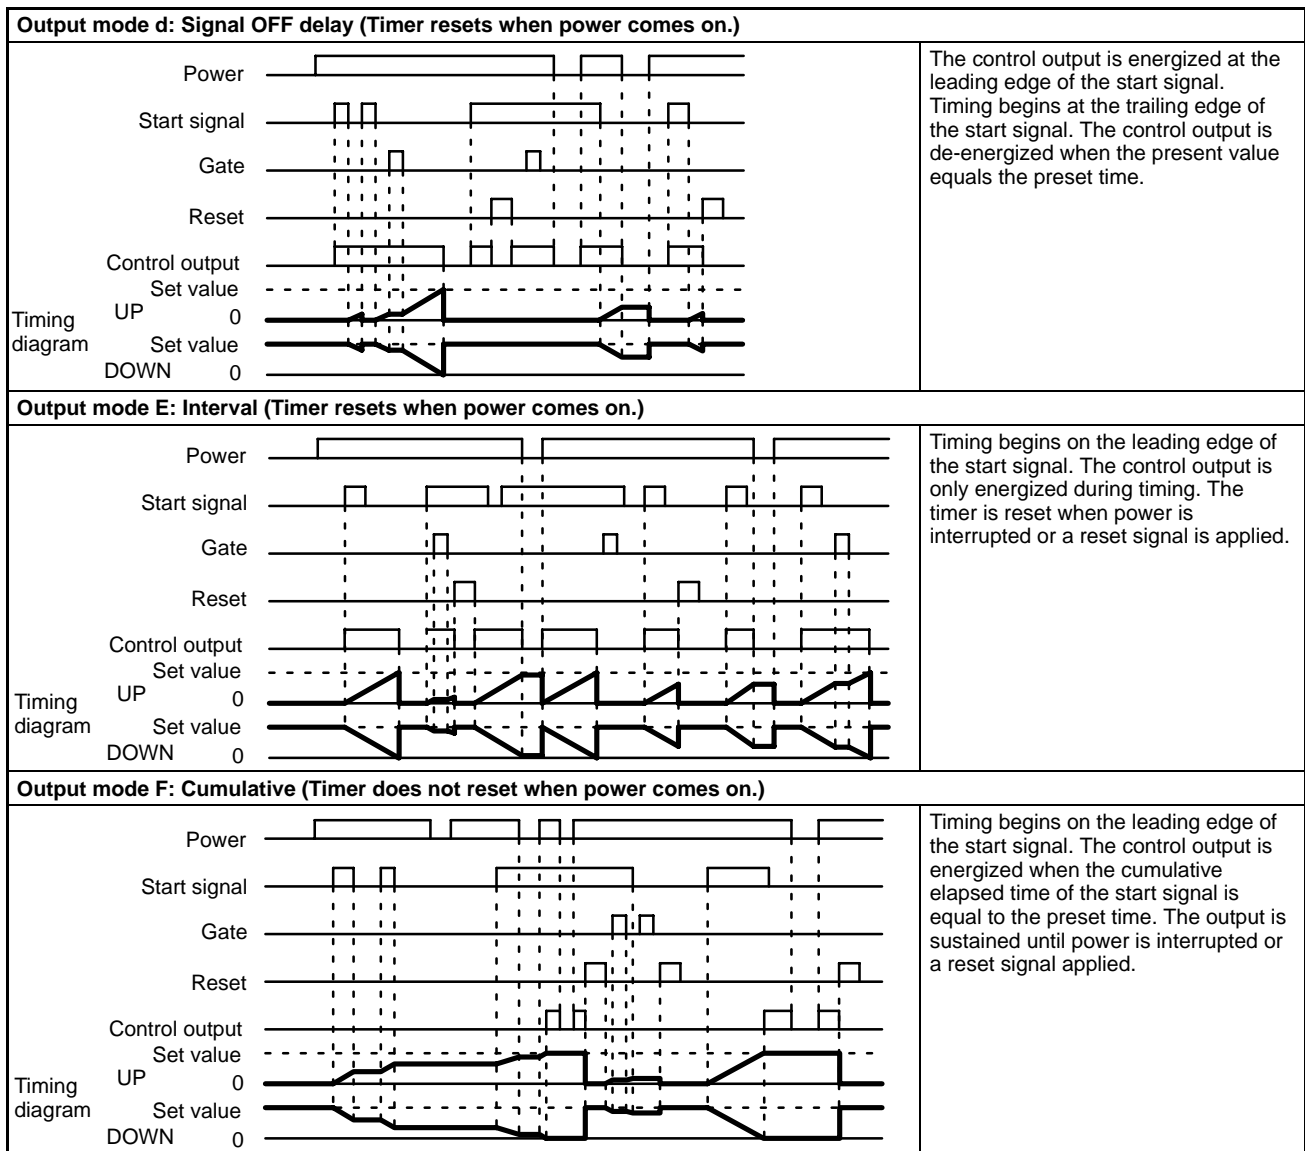 Output mode d: Signal OFF delay (Timer resets when power comes on.)
Power
Start signal
Gate
Reset
Control output
Set value
UP
0
Timing
diagram
Set value
DOWN
0
The control output is energized at the
leading edge of the start signal.
Timing begins at the trailing edge of
the start signal. The control output is
de-energized when the present value
equals the preset time.
Output mode E: Interval (Timer resets when power comes on.)
Power
Start signal
Gate
Reset
Control output
Set value
UP
0
Timing
diagram
Set value
DOWN
0
Timing begins on the leading edge of
the start signal. The control output is
only energized during timing. The
timer is reset when power is
interrupted or a reset signal is applied.
Output mode F: Cumulative (Timer does not reset when power comes on.)
Power
Start signal
Gate
Reset
Control output
Set value
UP
0
Timing
diagram
Set value
DOWN
0
Timing begins on the leading edge of
the start signal. The control output is
energized when the cumulative
elapsed time of the start signal is
equal to the preset time. The output is
sustained until power is interrupted or
a reset signal applied.